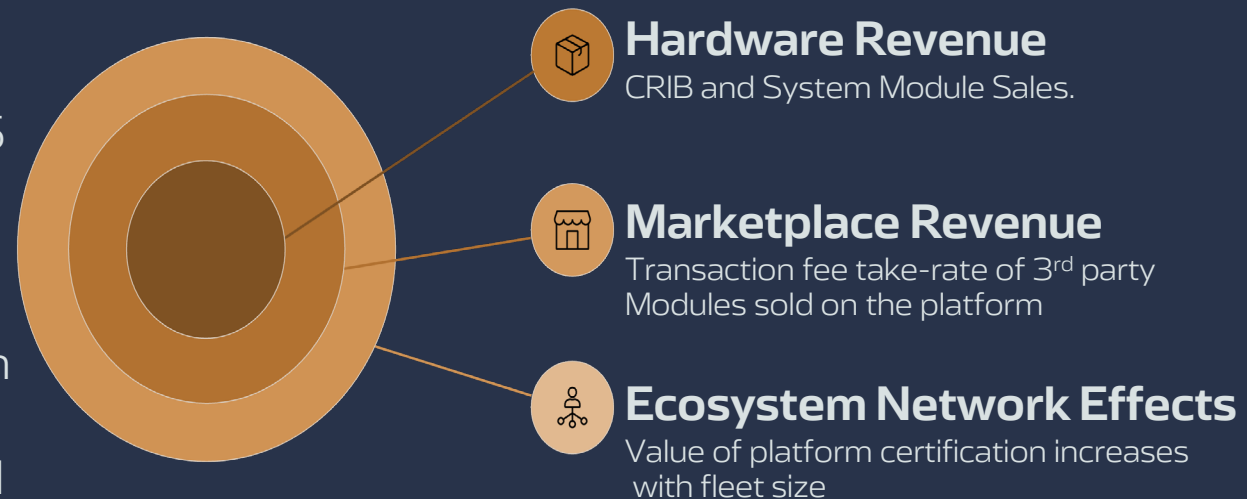 Hardware Revenue
CRIB and System Module Sales.
Marketplace Revenue
Transaction fee take-rate of 3rd party
Modules sold on the platform
Ecosystem Network Effects
Value of platform certification increases
with fleet size